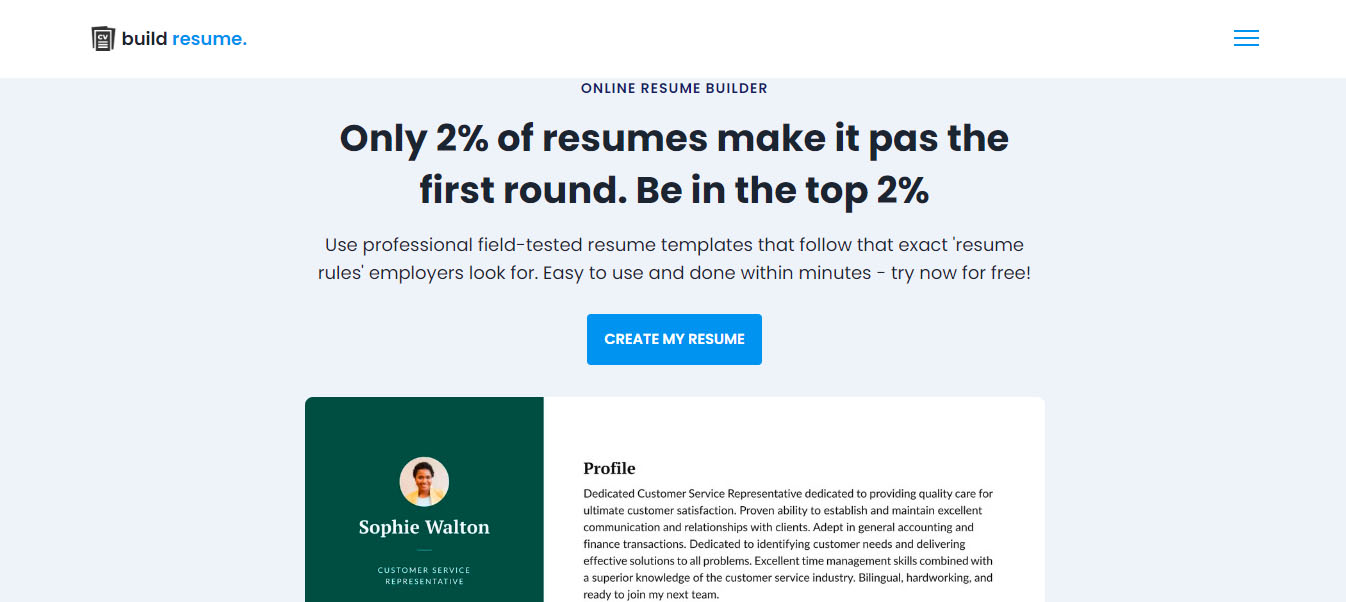 CV
build resume.
ONLINE RESUME BUILDER
Only 2% of resumes make it pas the
first round. Be in the top 2%
Use professional field-tested resume templates that follow that exact 'resume
rules' employers look for. Easy to use and done within minutes - try now for free!
CREATE MY RESUME
Sophie Walton
CUSTOMER SERVICE
REPRESENTATIVE
Profile
Dedicated Customer Service Representative dedicated to providing quality care for
ultimate customer satisfaction. Proven ability to establish and maintain excellent
communication and relationships with clients. Adept in general accounting and
finance transactions. Dedicated to identifying customer needs and delivering
effective solutions to all problems. Excellent time management skills combined with
a superior knowledge of the customer service industry. Bilingual, hardworking, and
ready to join my next team.